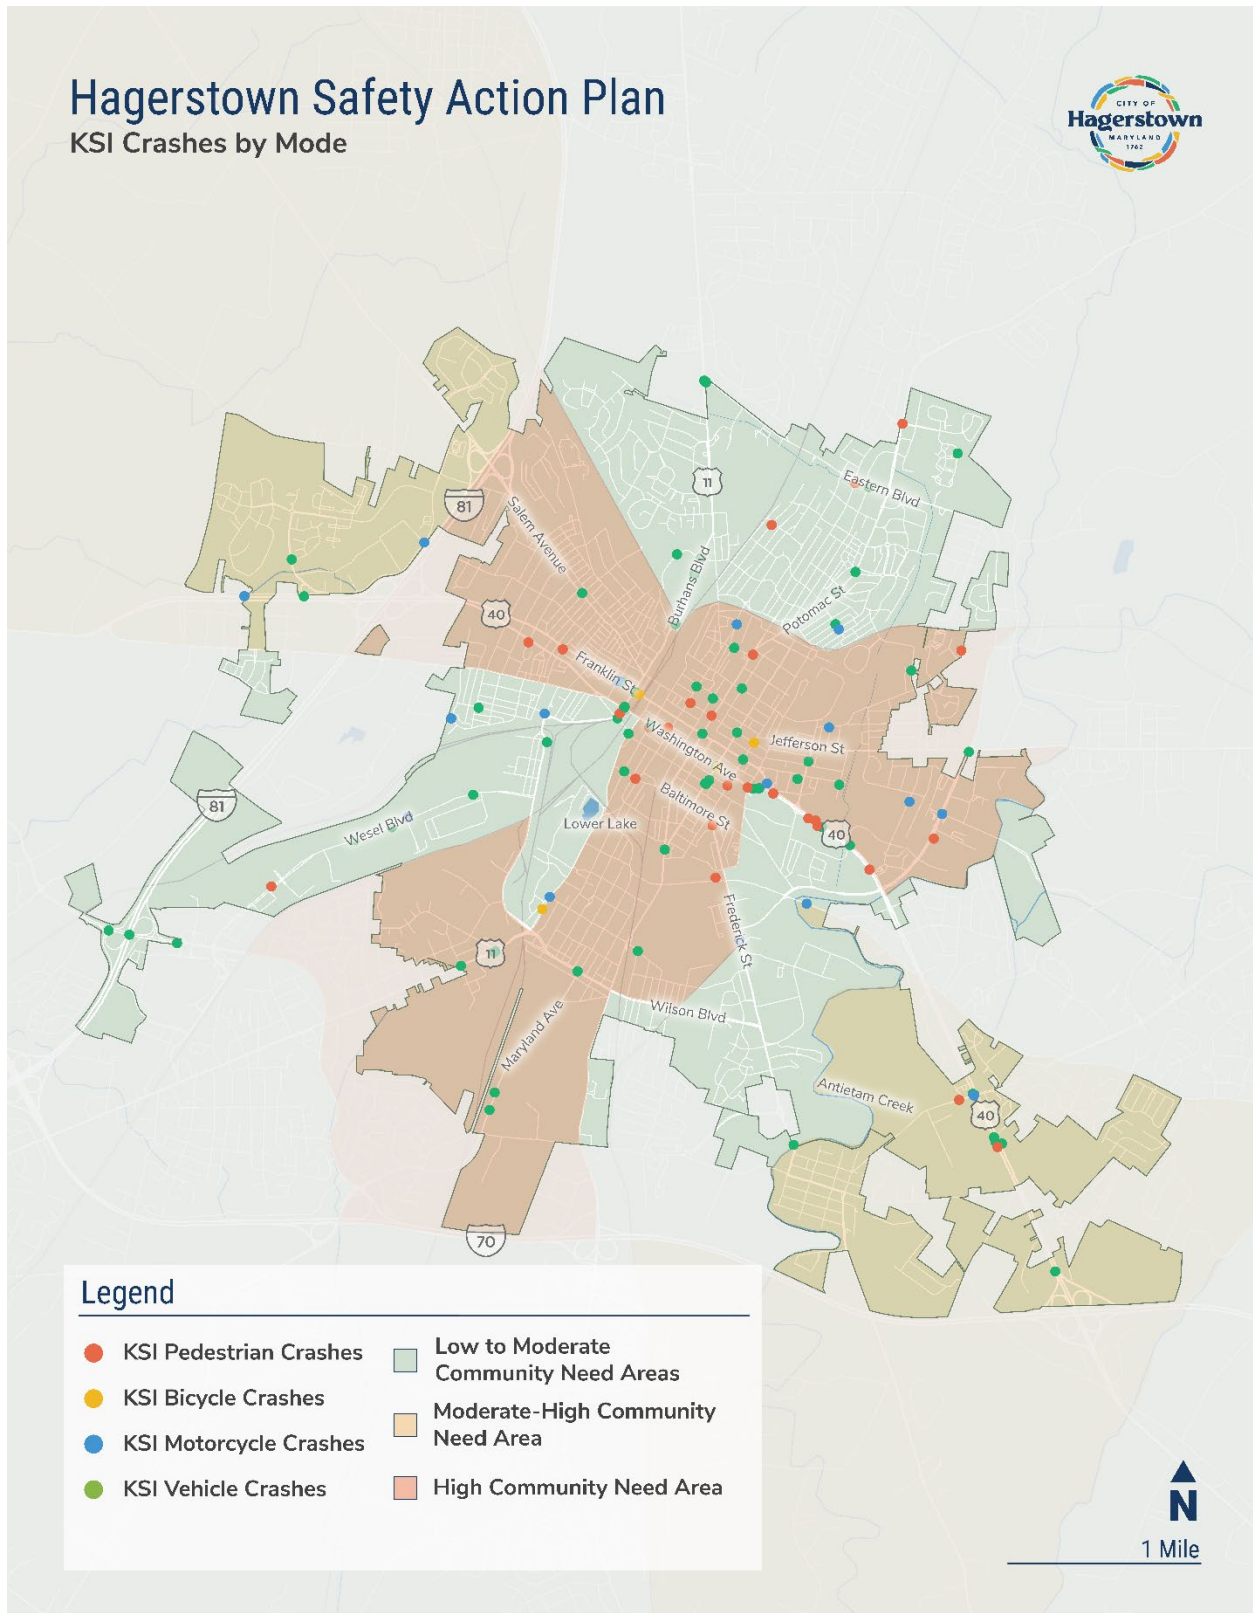 Hagerstown Safety Action Plan
KSI Crashes by Mode
CITY OF
Hagerstown
MARYLAND
1762
11
Eastern Blvd
81
Salem Avenue
Burhans Blvd
40
Potomac St
Franklin St
Washington Ave
Jefferson St
81
Baltimore St
Wesel Blvd
Lower Lake
40
Frederick St
11
Wilson Blvd
Maryland Ave
Antietam Creek
40
70
Legend
KSI Pedestrian Crashes
KSI Bicycle Crashes
KSI Motorcycle Crashes
KSI Vehicle Crashes
Low to Moderate
Community Need Areas
Moderate-High Community
Need Area
High Community Need Area
N
1 Mile